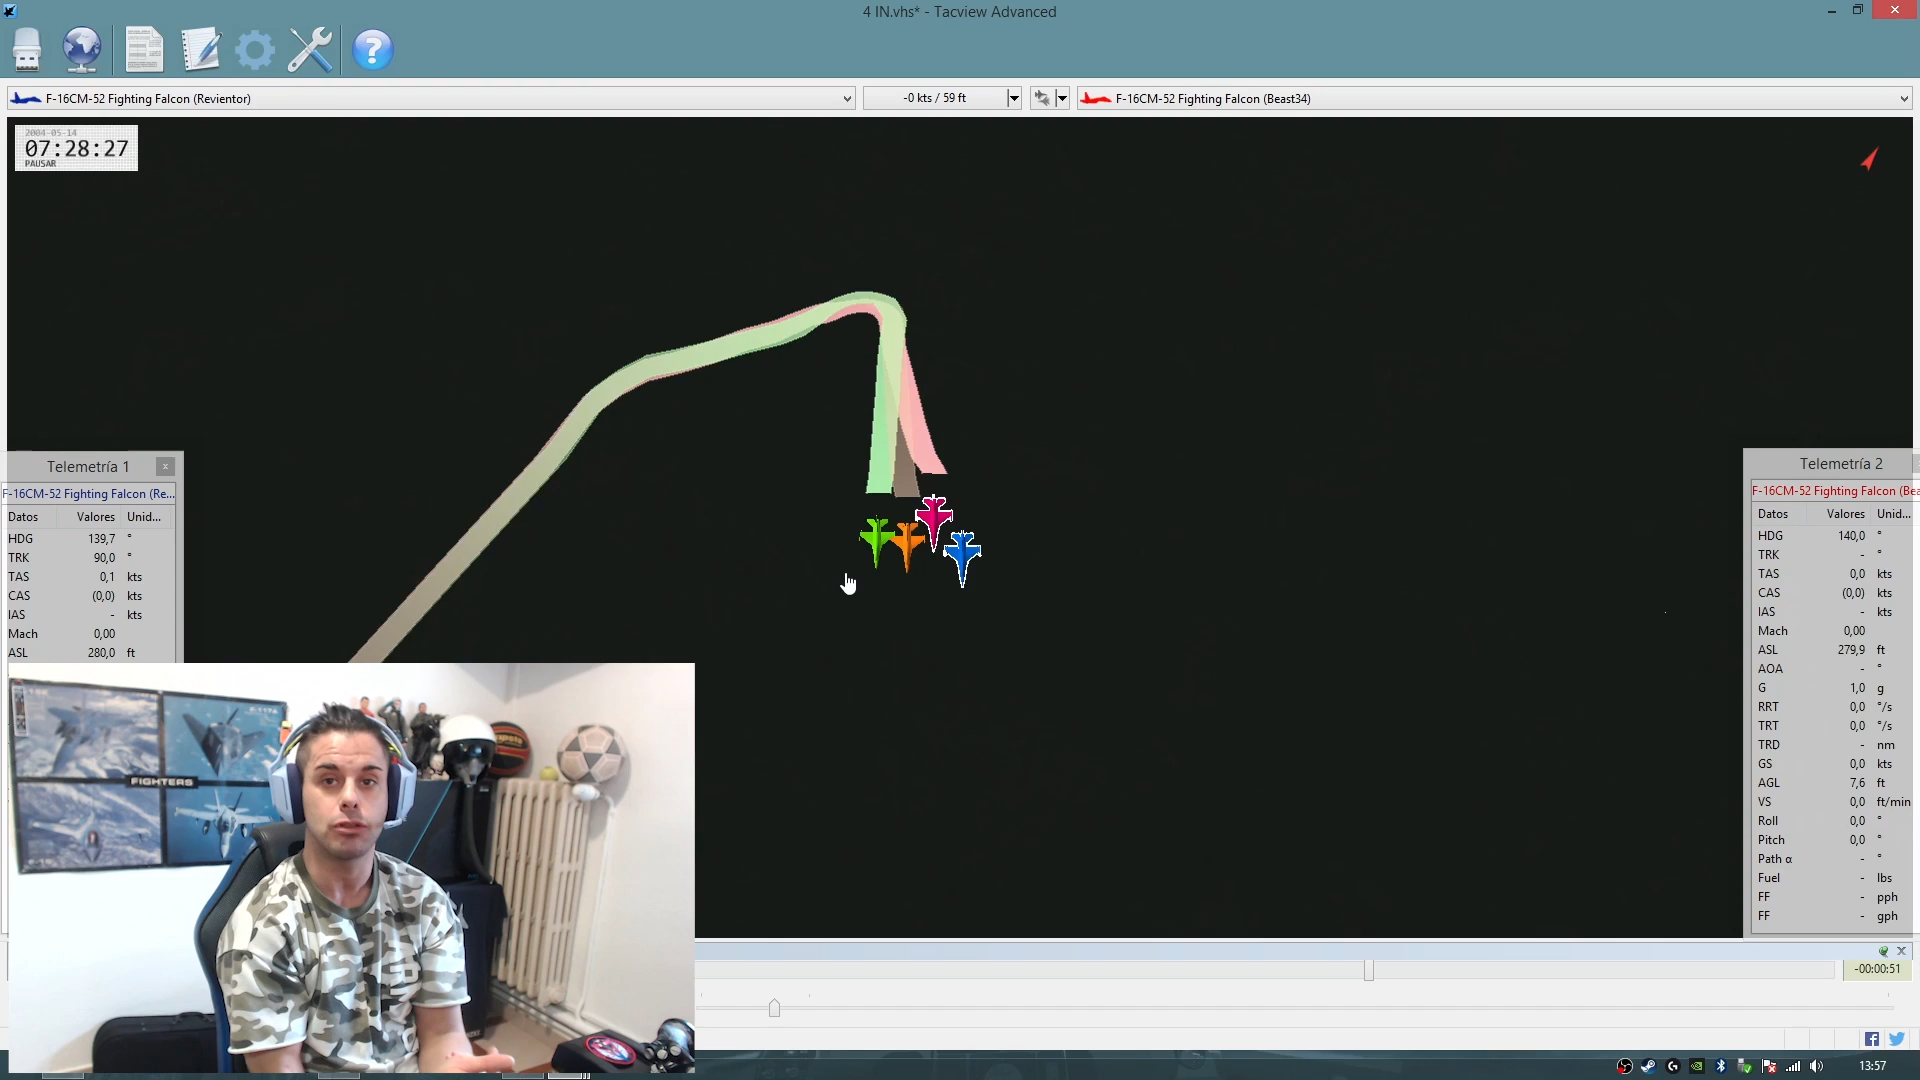 4 IN.vhs* - Tacview Advanced
F-16CM-52 Fighting Falcon (Revientor)
-0 kts / 59 ft
F-16CM-52 Fighting Falcon (Beast34)
2004-05-14
07:28:27
PAUSAR
Telemetría 1
F-16CM-52 Fighting Falcon (Re...
Datos Valores Unid...
HDG 139,7 °
TRK 90,0 °
TAS 0,1 kts
CAS (0,0) kts
IAS - kts
Mach 0,00
ASL 280,0 ft
Telemetría 2
F-16CM-52 Fighting Falcon (Bea
Datos Valores Unid...
HDG 140,0 °
TRK - °
TAS 0,0 kts
CAS (0,0) kts
IAS - kts
Mach 0,00
ASL 279,9 ft
AOA - °
G 1,0 g
RRT 0,0 °/s
TRT 0,0 °/s
TRD - nm
GS 0,0 kts
AGL 7,6 ft
VS 0,0 ft/min
Roll 0,0 °
Pitch 0,0 °
Path α - °
Fuel - lbs
FF - pph
FF - gph
FIGHTERS
-00:00:51
13:57